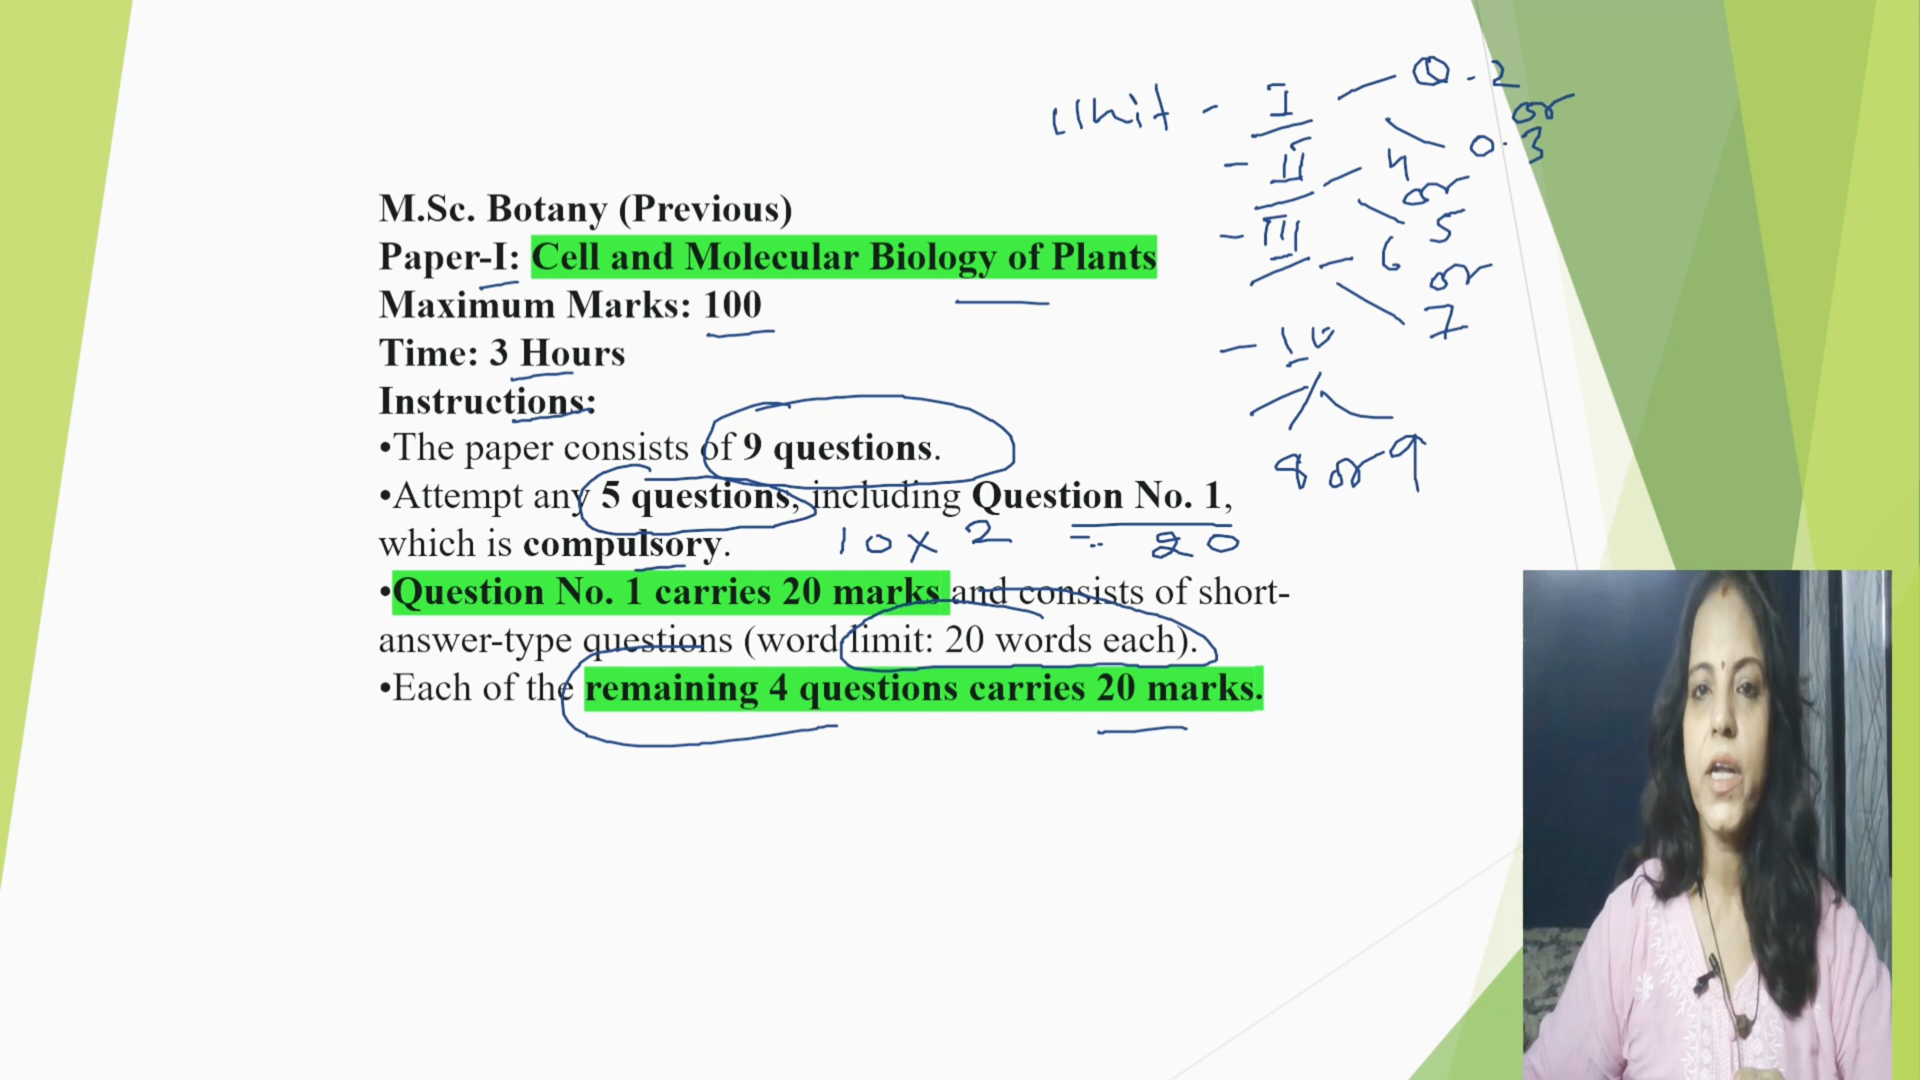 Unit - I - Q.2
or
Q.3
- II - 4
or
5
- III - 6
or
7
- IV
8 or 9
M.Sc. Botany (Previous)
Paper-I: Cell and Molecular Biology of Plants
Maximum Marks: 100
Time: 3 Hours
Instructions:
•The paper consists of 9 questions.
•Attempt any 5 questions, including Question No. 1,
which is compulsory.
10 x 2 = 20
•Question No. 1 carries 20 marks and consists of short-
answer-type questions (word limit: 20 words each).
•Each of the remaining 4 questions carries 20 marks.